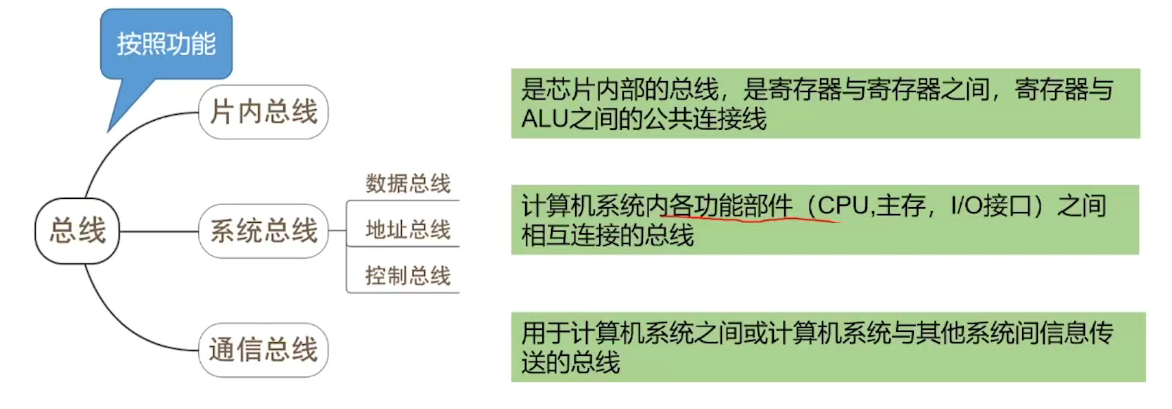 按照功能
片内总线
是芯片内部的总线，是寄存器与寄存器之间，寄存器与
ALU之间的公共连接线
总线
系统总线
数据总线
地址总线
控制总线
计算机系统内各功能部件（CPU,主存，I/O接口）之间
相互连接的总线
通信总线
用于计算机系统之间或计算机系统与其他系统间信息传
送的总线